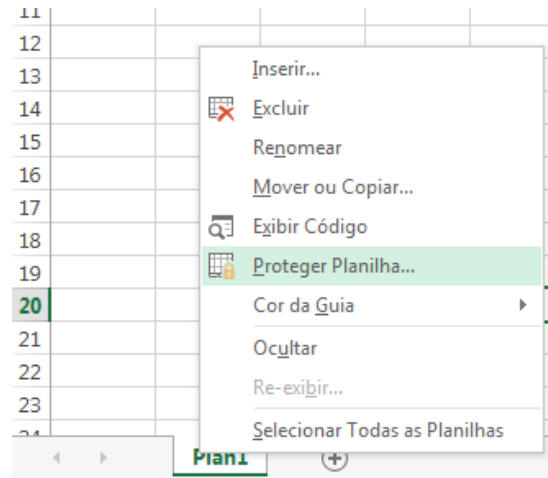 11
12
13
Inserir...
14
Excluir
15
Renomear
16
Mover ou Copiar...
17
18
Exibir Código
19
Proteger Planilha...
20
Cor da Guia
21
Ocultar
22
Re-exibir...
23
Selecionar Todas as Planilhas
24
Plan1